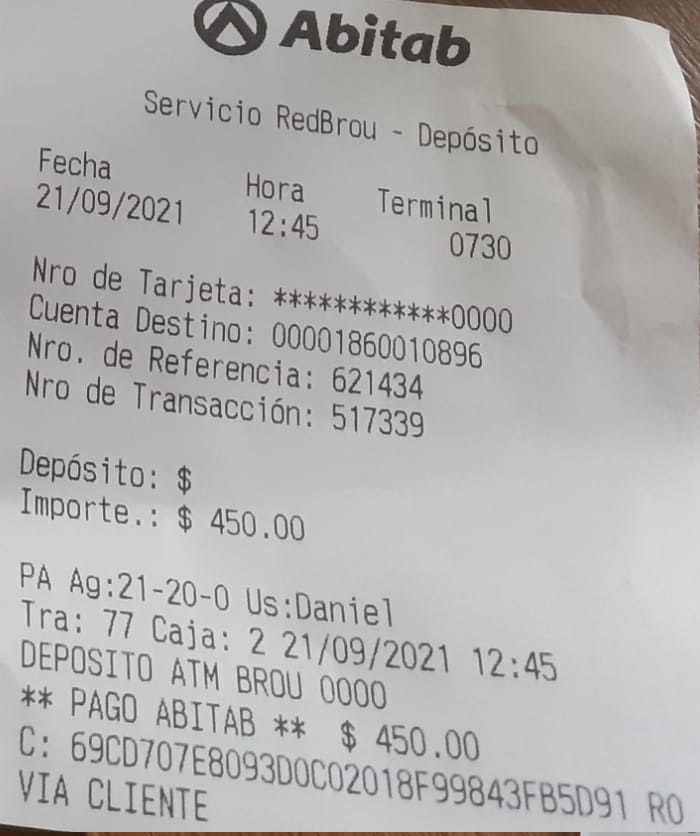 Abitab
Servicio RedBrou - Depósito
Fecha Hora Terminal
21/09/2021 12:45 0730
Nro de Tarjeta: ************0000
Cuenta Destino: 00001860010896
Nro. de Referencia: 621434
Nro de Transacción: 517339
Depósito: $
Importe.: $ 450.00
PA Ag:21-20-0 Us:Daniel
Tra: 77 Caja: 2 21/09/2021 12:45
DEPOSITO ATM BROU 0000
** PAGO ABITAB ** $ 450.00
C: 69CD707E8093D0C02018F99843FB5D91 RO
VIA CLIENTE